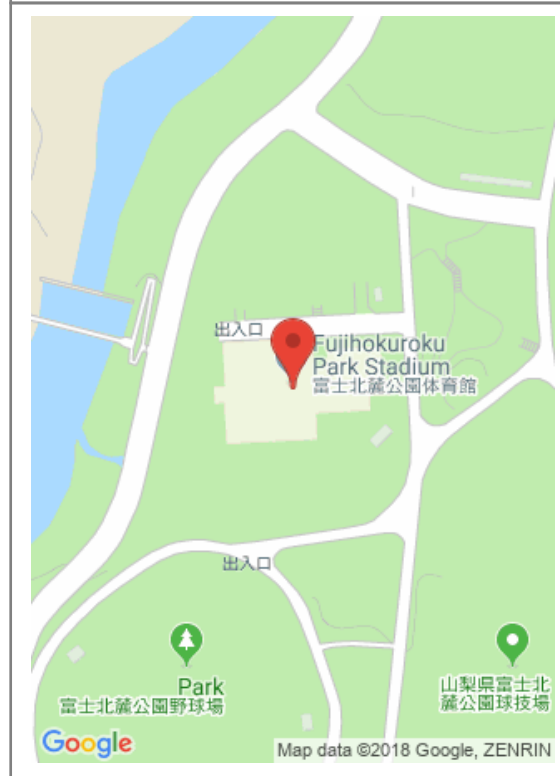 出入口
Fujihokuroku
Park Stadium
富士北麓公園体育館
出入口
Park
富士北麓公園野球場
山梨県富士北
麓公園球技場
Google
Map data ©2018 Google, ZENRIN